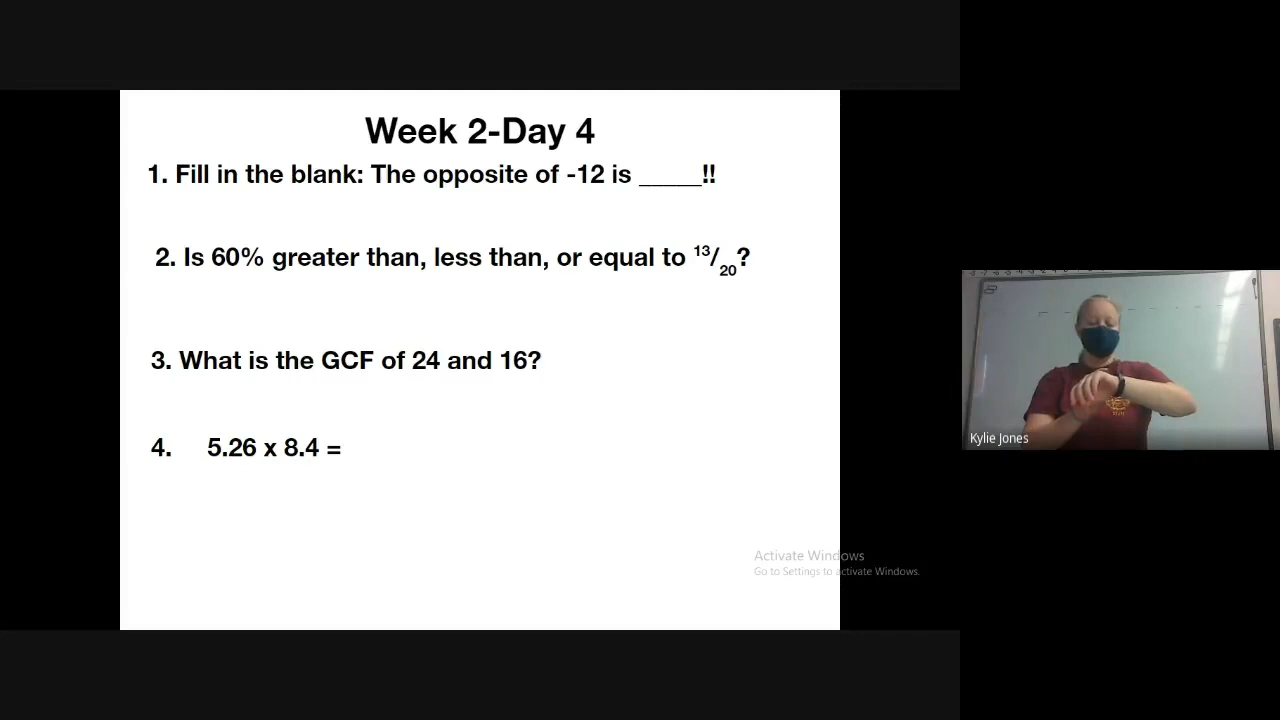 Week 2-Day 4
1. Fill in the blank: The opposite of -12 is _____!!
2. Is 60% greater than, less than, or equal to 13/20?
3. What is the GCF of 24 and 16?
4. 5.26 x 8.4 =
Kylie Jones
Activate Windows
Go to Settings to activate Windows.